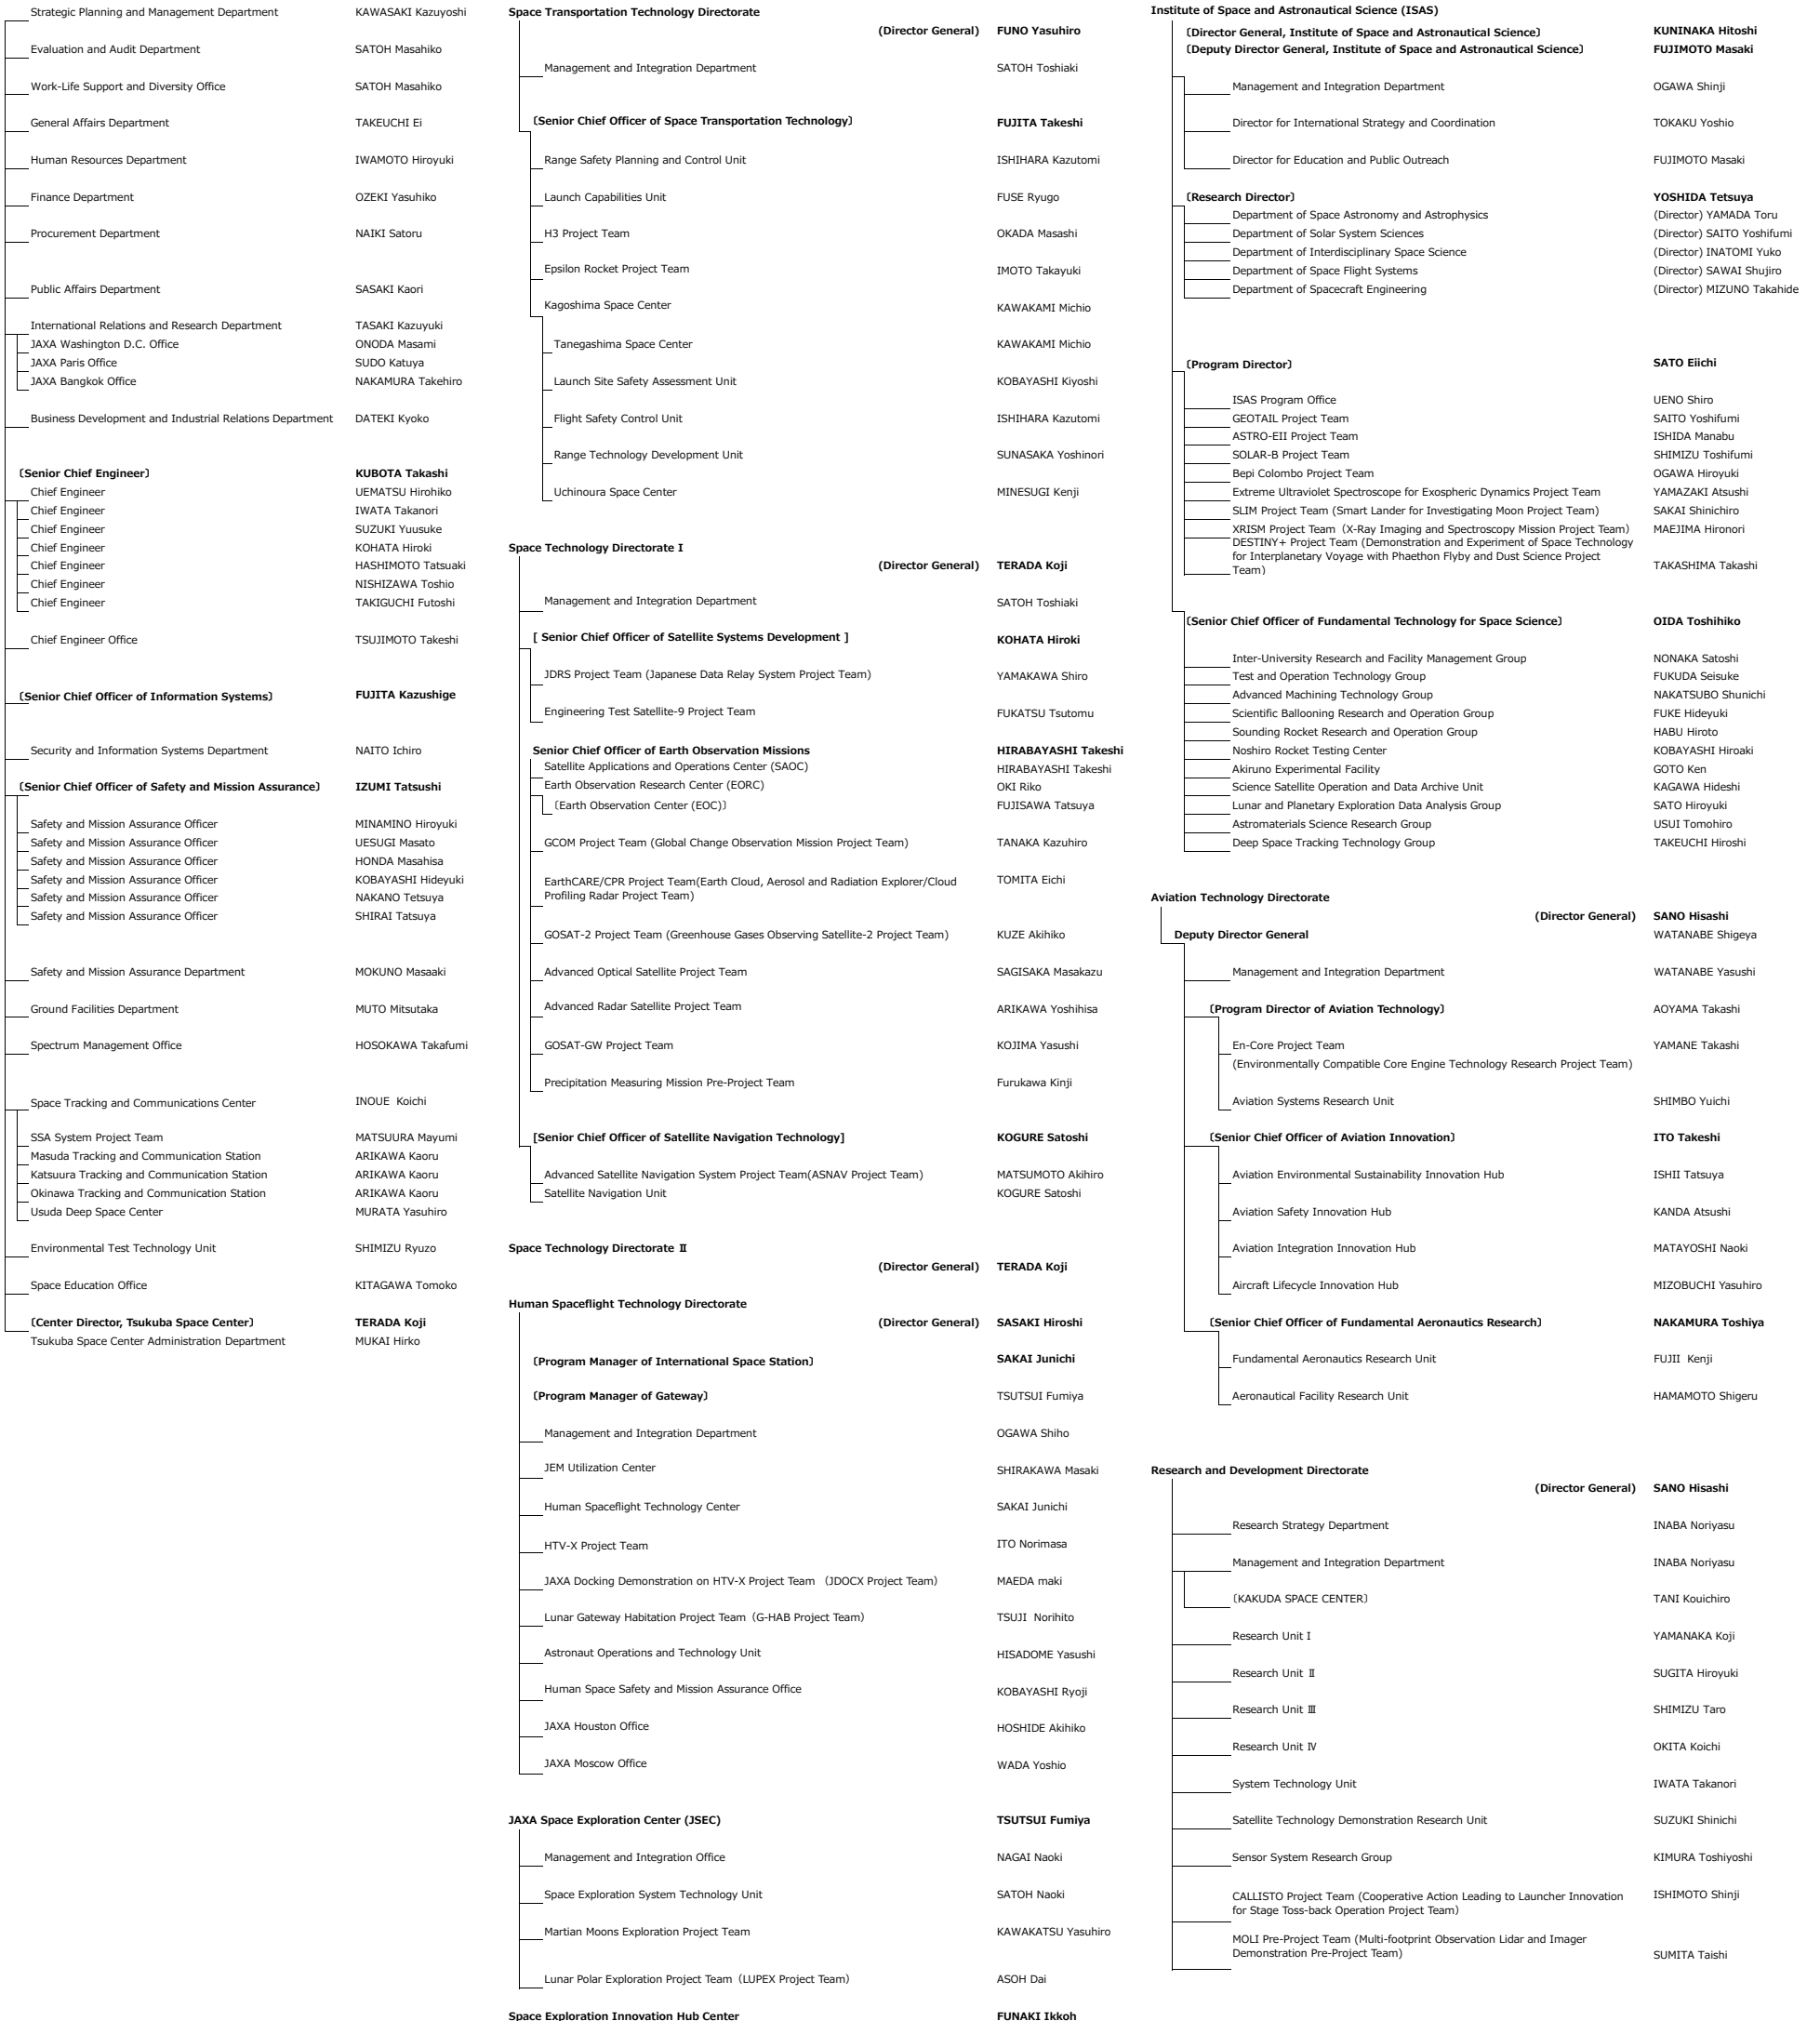 Strategic Planning and Management Department KAWASAKI Kazuyoshi
Evaluation and Audit Department SATOH Masahiko
Work-Life Support and Diversity Office SATOH Masahiko
General Affairs Department TAKEUCHI Ei
Human Resources Department IWAMOTO Hiroyuki
Finance Department OZEKI Yasuhiko
Procurement Department NAIKI Satoru
Public Affairs Department SASAKI Kaori
International Relations and Research Department TASAKI Kazuyuki
JAXA Washington D.C. Office ONODA Masami
JAXA Paris Office SUDO Katuya
JAXA Bangkok Office NAKAMURA Takehiro
Business Development and Industrial Relations Department DATEKI Kyoko
〔Senior Chief Engineer〕 KUBOTA Takashi
Chief Engineer UEMATSU Hirohiko
Chief Engineer IWATA Takanori
Chief Engineer SUZUKI Yuusuke
Chief Engineer KOHATA Hiroki
Chief Engineer HASHIMOTO Tatsuaki
Chief Engineer NISHIZAWA Toshio
Chief Engineer TAKIGUCHI Futoshi
Chief Engineer Office TSUJIMOTO Takeshi
〔Senior Chief Officer of Information Systems〕 FUJITA Kazushige
Security and Information Systems Department NAITO Ichiro
〔Senior Chief Officer of Safety and Mission Assurance〕 IZUMI Tatsushi
Safety and Mission Assurance Officer MINAMINO Hiroyuki
Safety and Mission Assurance Officer UESUGI Masato
Safety and Mission Assurance Officer HONDA Masahisa
Safety and Mission Assurance Officer KOBAYASHI Hideyuki
Safety and Mission Assurance Officer NAKANO Tetsuya
Safety and Mission Assurance Officer SHIRAI Tatsuya
Safety and Mission Assurance Department MOKUNO Masaaki
Ground Facilities Department MUTO Mitsutaka
Spectrum Management Office HOSOKAWA Takafumi
Space Tracking and Communications Center INOUE Koichi
SSA System Project Team MATSUURA Mayumi
Masuda Tracking and Communication Station ARIKAWA Kaoru
Katsuura Tracking and Communication Station ARIKAWA Kaoru
Okinawa Tracking and Communication Station ARIKAWA Kaoru
Usuda Deep Space Center MURATA Yasuhiro
Environmental Test Technology Unit SHIMIZU Ryuzo
Space Education Office KITAGAWA Tomoko
〔Center Director, Tsukuba Space Center〕 TERADA Koji
Tsukuba Space Center Administration Department MUKAI Hirko
Space Transportation Technology Directorate
(Director General) FUNO Yasuhiro
Management and Integration Department SATOH Toshiaki
〔Senior Chief Officer of Space Transportation Technology〕 FUJITA Takeshi
Range Safety Planning and Control Unit ISHIHARA Kazutomi
Launch Capabilities Unit FUSE Ryugo
H3 Project Team OKADA Masashi
Epsilon Rocket Project Team IMOTO Takayuki
Kagoshima Space Center KAWAKAMI Michio
Tanegashima Space Center KAWAKAMI Michio
Launch Site Safety Assessment Unit KOBAYASHI Kiyoshi
Flight Safety Control Unit ISHIHARA Kazutomi
Range Technology Development Unit SUNASAKA Yoshinori
Uchinoura Space Center MINESUGI Kenji
Space Technology Directorate I
(Director General) TERADA Koji
Management and Integration Department SATOH Toshiaki
[ Senior Chief Officer of Satellite Systems Development ] KOHATA Hiroki
JDRS Project Team (Japanese Data Relay System Project Team) YAMAKAWA Shiro
Engineering Test Satellite-9 Project Team FUKATSU Tsutomu
Senior Chief Officer of Earth Observation Missions HIRABAYASHI Takeshi
Satellite Applications and Operations Center (SAOC) HIRABAYASHI Takeshi
Earth Observation Research Center (EORC) OKI Riko
〔Earth Observation Center (EOC)〕 FUJISAWA Tatsuya
GCOM Project Team (Global Change Observation Mission Project Team) TANAKA Kazuhiro
EarthCARE/CPR Project Team(Earth Cloud, Aerosol and Radiation Explorer/Cloud TOMITA Eichi
Profiling Radar Project Team)
GOSAT-2 Project Team (Greenhouse Gases Observing Satellite-2 Project Team) KUZE Akihiko
Advanced Optical Satellite Project Team SAGISAKA Masakazu
Advanced Radar Satellite Project Team ARIKAWA Yoshihisa
GOSAT-GW Project Team KOJIMA Yasushi
Precipitation Measuring Mission Pre-Project Team Furukawa Kinji
[Senior Chief Officer of Satellite Navigation Technology] KOGURE Satoshi
Advanced Satellite Navigation System Project Team(ASNAV Project Team) MATSUMOTO Akihiro
Satellite Navigation Unit KOGURE Satoshi
Space Technology Directorate Ⅱ
(Director General) TERADA Koji
Human Spaceflight Technology Directorate
(Director General) SASAKI Hiroshi
〔Program Manager of International Space Station〕 SAKAI Junichi
〔Program Manager of Gateway〕 TSUTSUI Fumiya
Management and Integration Department OGAWA Shiho
JEM Utilization Center SHIRAKAWA Masaki
Human Spaceflight Technology Center SAKAI Junichi
HTV-X Project Team ITO Norimasa
JAXA Docking Demonstration on HTV-X Project Team （JDOCX Project Team） MAEDA maki
Lunar Gateway Habitation Project Team（G-HAB Project Team） TSUJI Norihito
Astronaut Operations and Technology Unit HISADOME Yasushi
Human Space Safety and Mission Assurance Office KOBAYASHI Ryoji
JAXA Houston Office HOSHIDE Akihiko
JAXA Moscow Office WADA Yoshio
JAXA Space Exploration Center (JSEC) TSUTSUI Fumiya
Management and Integration Office NAGAI Naoki
Space Exploration System Technology Unit SATOH Naoki
Martian Moons Exploration Project Team KAWAKATSU Yasuhiro
Lunar Polar Exploration Project Team（LUPEX Project Team） ASOH Dai
Space Exploration Innovation Hub Center FUNAKI Ikkoh
Institute of Space and Astronautical Science (ISAS)
〔Director General, Institute of Space and Astronautical Science〕 KUNINAKA Hitoshi
〔Deputy Director General, Institute of Space and Astronautical Science〕 FUJIMOTO Masaki
Management and Integration Department OGAWA Shinji
Director for International Strategy and Coordination TOKAKU Yoshio
Director for Education and Public Outreach FUJIMOTO Masaki
〔Research Director〕 YOSHIDA Tetsuya
Department of Space Astronomy and Astrophysics (Director) YAMADA Toru
Department of Solar System Sciences (Director) SAITO Yoshifumi
Department of Interdisciplinary Space Science (Director) INATOMI Yuko
Department of Space Flight Systems (Director) SAWAI Shujiro
Department of Spacecraft Engineering (Director) MIZUNO Takahide
〔Program Director〕 SATO Eiichi
ISAS Program Office UENO Shiro
GEOTAIL Project Team SAITO Yoshifumi
ASTRO-EII Project Team ISHIDA Manabu
SOLAR-B Project Team SHIMIZU Toshifumi
Bepi Colombo Project Team OGAWA Hiroyuki
Extreme Ultraviolet Spectroscope for Exospheric Dynamics Project Team YAMAZAKI Atsushi
SLIM Project Team (Smart Lander for Investigating Moon Project Team) SAKAI Shinichiro
XRISM Project Team（X-Ray Imaging and Spectroscopy Mission Project Team） MAEJIMA Hironori
DESTINY+ Project Team (Demonstration and Experiment of Space Technology
for Interplanetary Voyage with Phaethon Flyby and Dust Science Project
Team) TAKASHIMA Takashi
〔Senior Chief Officer of Fundamental Technology for Space Science〕 OIDA Toshihiko
Inter-University Research and Facility Management Group NONAKA Satoshi
Test and Operation Technology Group FUKUDA Seisuke
Advanced Machining Technology Group NAKATSUBO Shunichi
Scientific Ballooning Research and Operation Group FUKE Hideyuki
Sounding Rocket Research and Operation Group HABU Hiroto
Noshiro Rocket Testing Center KOBAYASHI Hiroaki
Akiruno Experimental Facility GOTO Ken
Science Satellite Operation and Data Archive Unit KAGAWA Hideshi
Lunar and Planetary Exploration Data Analysis Group SATO Hiroyuki
Astromaterials Science Research Group USUI Tomohiro
Deep Space Tracking Technology Group TAKEUCHI Hiroshi
Aviation Technology Directorate
(Director General) SANO Hisashi
Deputy Director General WATANABE Shigeya
Management and Integration Department WATANABE Yasushi
〔Program Director of Aviation Technology〕 AOYAMA Takashi
En-Core Project Team YAMANE Takashi
(Environmentally Compatible Core Engine Technology Research Project Team)
Aviation Systems Research Unit SHIMBO Yuichi
〔Senior Chief Officer of Aviation Innovation〕 ITO Takeshi
Aviation Environmental Sustainability Innovation Hub ISHII Tatsuya
Aviation Safety Innovation Hub KANDA Atsushi
Aviation Integration Innovation Hub MATAYOSHI Naoki
Aircraft Lifecycle Innovation Hub MIZOBUCHI Yasuhiro
〔Senior Chief Officer of Fundamental Aeronautics Research〕 NAKAMURA Toshiya
Fundamental Aeronautics Research Unit FUJII Kenji
Aeronautical Facility Research Unit HAMAMOTO Shigeru
Research and Development Directorate
(Director General) SANO Hisashi
Research Strategy Department INABA Noriyasu
Management and Integration Department INABA Noriyasu
〔KAKUDA SPACE CENTER〕 TANI Kouichiro
Research Unit I YAMANAKA Koji
Research Unit Ⅱ SUGITA Hiroyuki
Research Unit Ⅲ SHIMIZU Taro
Research Unit Ⅳ OKITA Koichi
System Technology Unit IWATA Takanori
Satellite Technology Demonstration Research Unit SUZUKI Shinichi
Sensor System Research Group KIMURA Toshiyoshi
CALLISTO Project Team (Cooperative Action Leading to Launcher Innovation ISHIMOTO Shinji
for Stage Toss-back Operation Project Team)
MOLI Pre-Project Team (Multi-footprint Observation Lidar and Imager
Demonstration Pre-Project Team) SUMITA Taishi